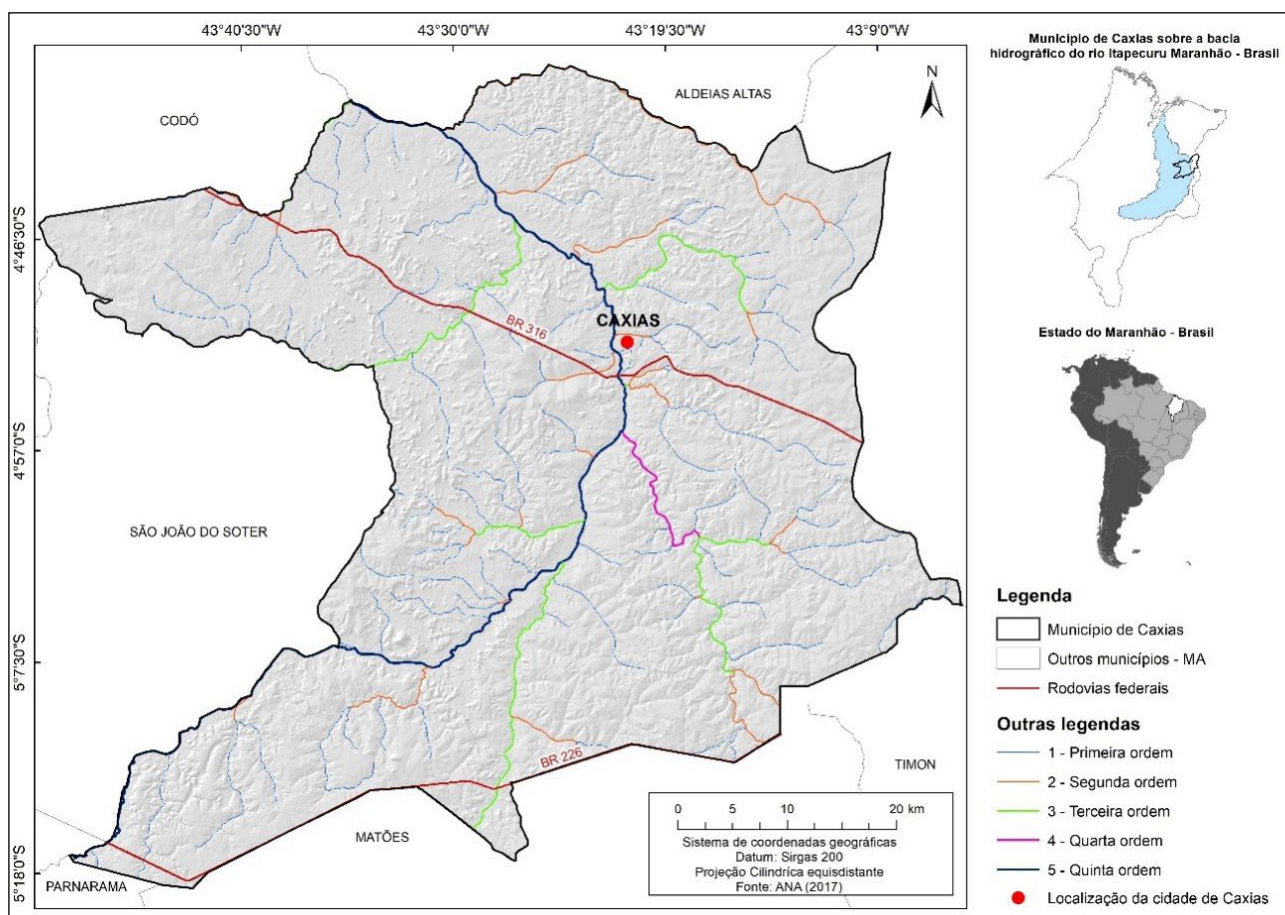 43°40'30"W
43°30'0"W
43°19'30"W
43°9'0"W
4°46'30"S
4°57'0"S
5°7'30"S
5°18'0"S
N
CODÓ
ALDEIAS ALTAS
BR 316
CAXIAS
SÃO JOÃO DO SOTER
BR 226
TIMON
MATÕES
PARNARAMA
0 5 10 20 km
Sistema de coordenadas geográficas
Datum: Sirgas 200
Projeção Cilindríca equisdistante
Fonte: ANA (2017)
Município de Caxias sobre a bacia
hidrográfico do rio Itapecuru Maranhão - Brasil
Estado do Maranhão - Brasil
Legenda
Município de Caxias
Outros municípios - MA
Rodovias federais
Outras legendas
1 - Primeira ordem
2 - Segunda ordem
3 - Terceira ordem
4 - Quarta ordem
5 - Quinta ordem
Localização da cidade de Caxias